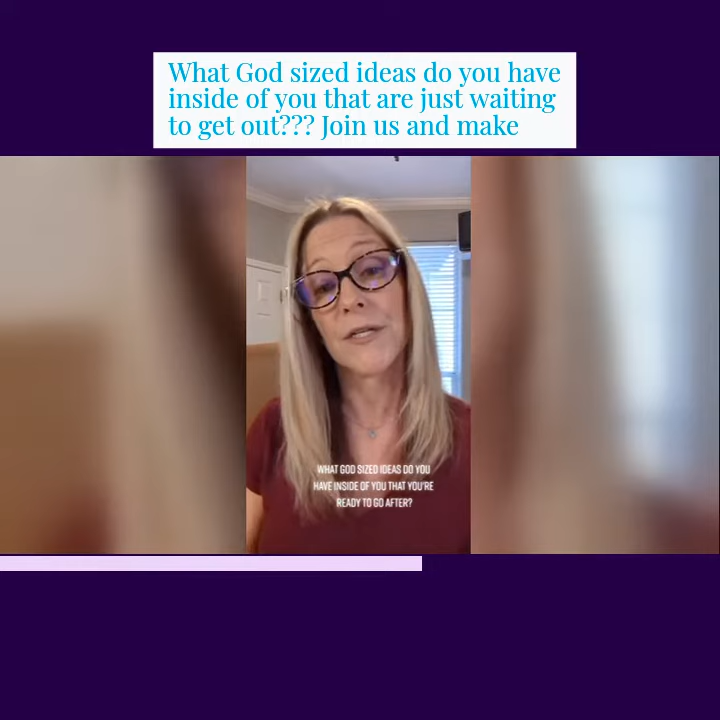 What God sized ideas do you have
inside of you that are just waiting
to get out??? Join us and make
WHAT GOD SIZED IDEAS DO YOU
HAVE INSIDE OF YOU THAT YOU'RE
READY TO GO AFTER?